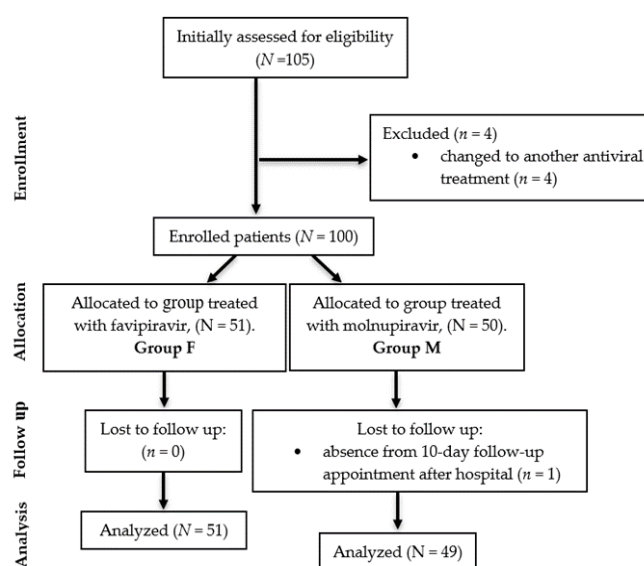 Initially assessed for eligibility
(N =105)
Enrollment
Excluded (n = 4)
• changed to another antiviral
treatment (n = 4)
Enrolled patients (N = 100)
Allocation
Allocated to group treated
with favipiravir, (N = 51).
Group F
Allocated to group treated
with molnupiravir, (N = 50).
Group M
Follow up
Lost to follow up:
(n = 0)
Lost to follow up:
• absence from 10-day follow-up
appointment after hospital (n = 1)
Analysis
Analyzed (N = 51)
Analyzed (N = 49)